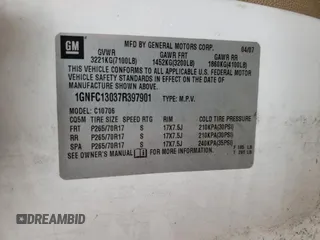 GM
MFD BY GENERAL MOTORS CORP. 04/07
GVWR GAWR FRT GAWR RR
3221KG(7100LB) 1452KG(3200LB) 1860KG(4100LB)
THIS VEHICLE CONFORMS TO ALL APPLICABLE U.S. FEDERAL MOTOR
VEHICLE SAFETY STANDARDS IN EFFECT ON THE DATE OF
MANUFACTURE SHOWN ABOVE.
1GNFC13037R397901 TYPE: M.P.V.
MODEL: C10706
CQ5M TIRE SIZE SPEED RTG RIM COLD TIRE PRESSURE
FRT P265/70R17 S 17X7.5J 210KPA(30PSI)
RR P265/70R17 S 17X7.5J 210KPA(30PSI)
SPA P265/70R17 S 17X7.5J 240KPA(35PSI)
SEE OWNER'S MANUAL FOR MORE INFORMATION.
DREAMBID